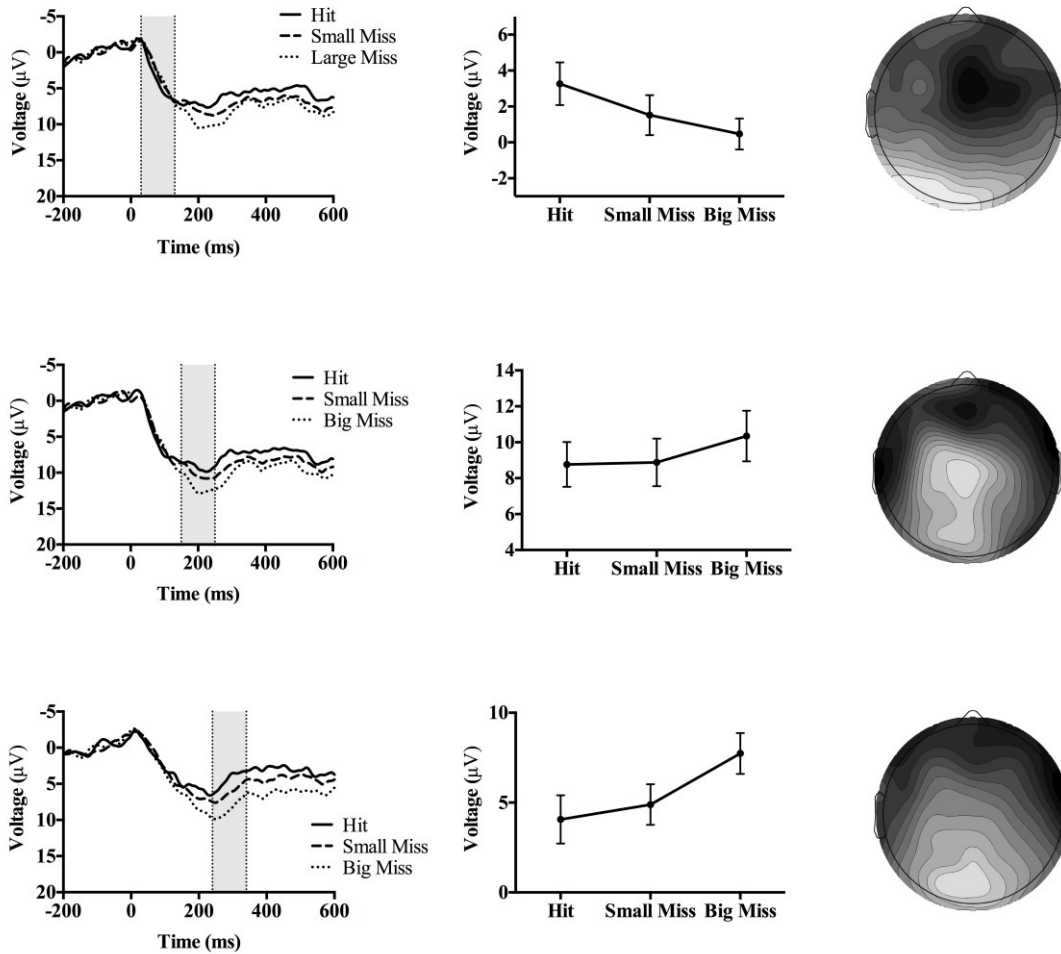 -5
0
5
10
15
20
Voltage (μV)
-200 0 200 400 600
Time (ms)
Hit
Small Miss
Large Miss
6
4
2
0
-2
Voltage (μV)
Hit Small Miss Big Miss
-5
0
5
10
15
20
Voltage (μV)
-200 0 200 400 600
Time (ms)
Hit
Small Miss
Big Miss
14
12
10
8
6
4
Voltage (μV)
Hit Small Miss Big Miss
-5
0
5
10
15
20
Voltage (μV)
-200 0 200 400 600
Time (ms)
Hit
Small Miss
Big Miss
10
5
0
Voltage (μV)
Hit Small Miss Big Miss